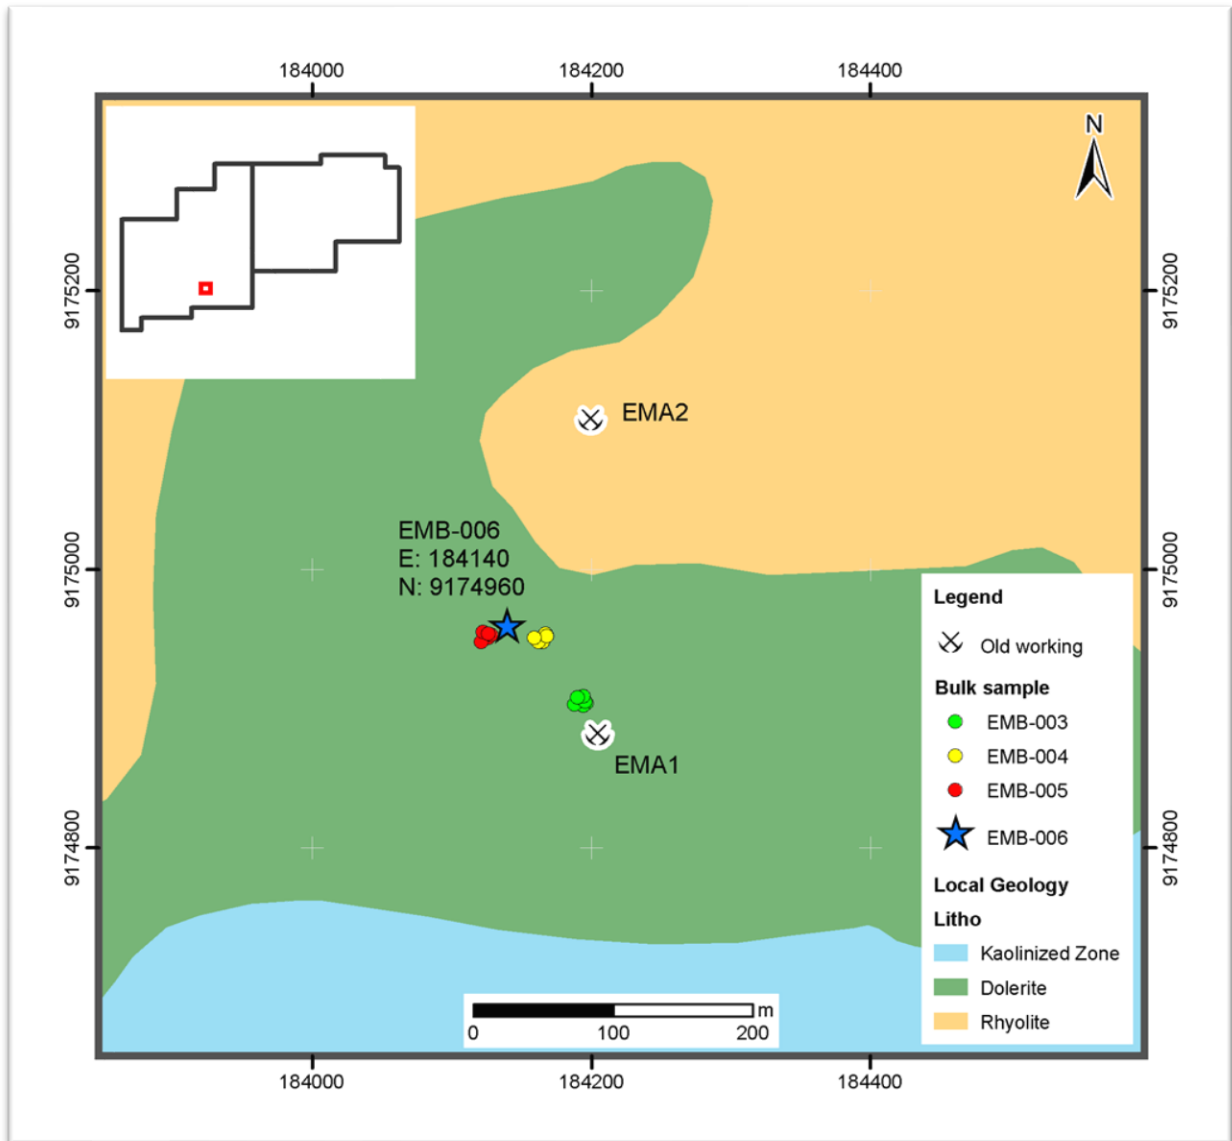 184000
184200
184400
N
9175200
9175200
EMA2
EMB-006
E: 184140
N: 9174960
9175000
9175000
EMA1
Legend
Old working
Bulk sample
EMB-003
EMB-004
EMB-005
EMB-006
Local Geology
Litho
Kaolinized Zone
Dolerite
Rhyolite
9174800
9174800
m
0
100
200
184000
184200
184400